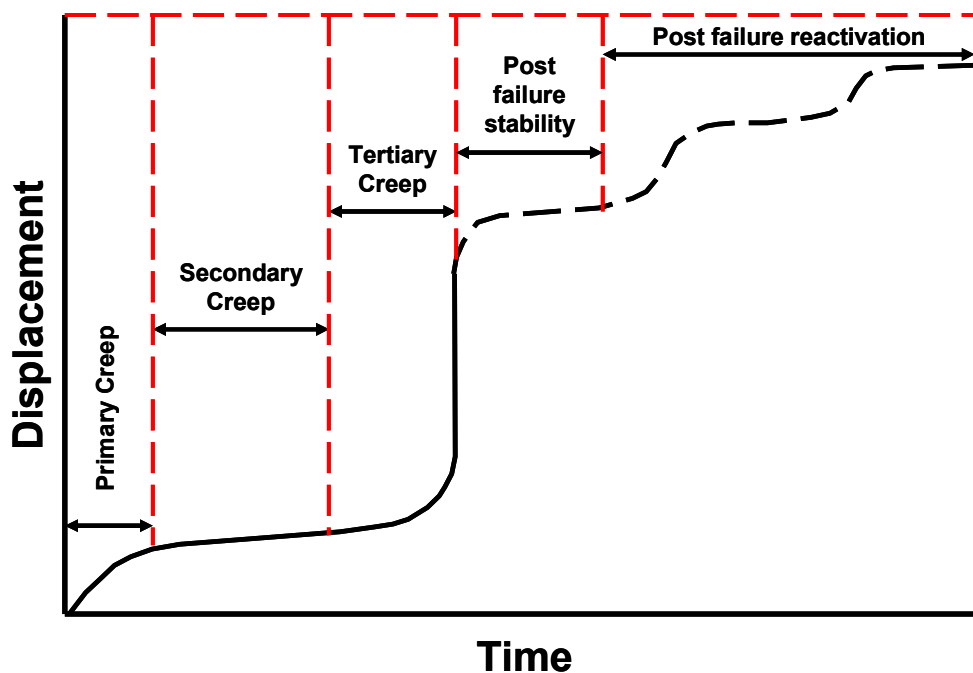 Post failure reactivation
Post
failure
stability
Tertiary
Creep
Secondary
Creep
Primary Creep
Displacement
Time